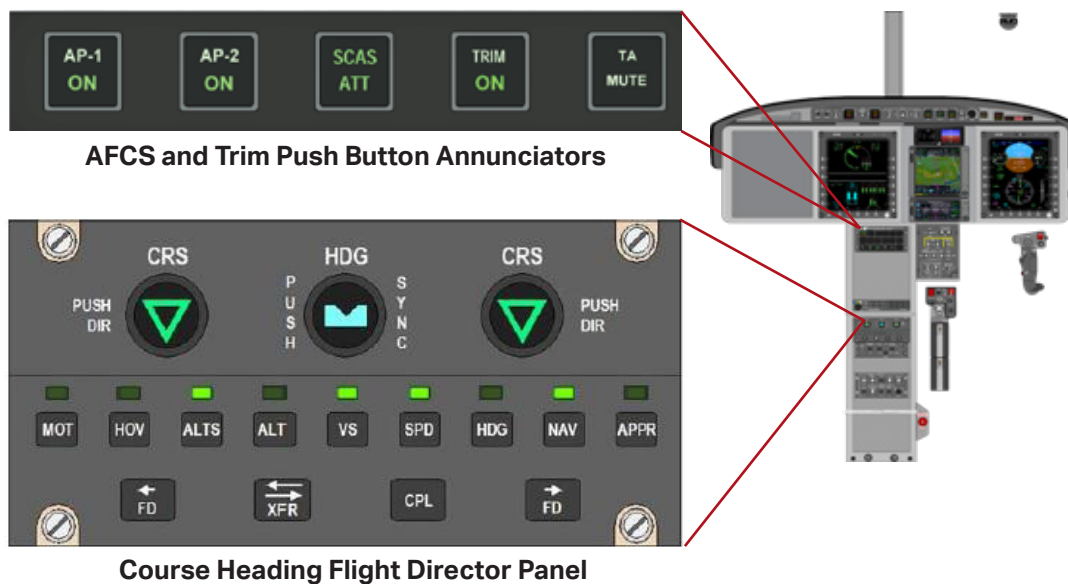 AP-1
ON
AP-2
ON
SCAS
ATT
TRIM
ON
TA
MUTE
AFCS and Trim Push Button Annunciators
CRS
HDG
CRS
PUSH
DIR
PUSH
SYNC
PUSH
DIR
MOT
HOV
ALTS
ALT
VS
SPD
HDG
NAV
APPR
FD
XFR
CPL
FD
Course Heading Flight Director Panel